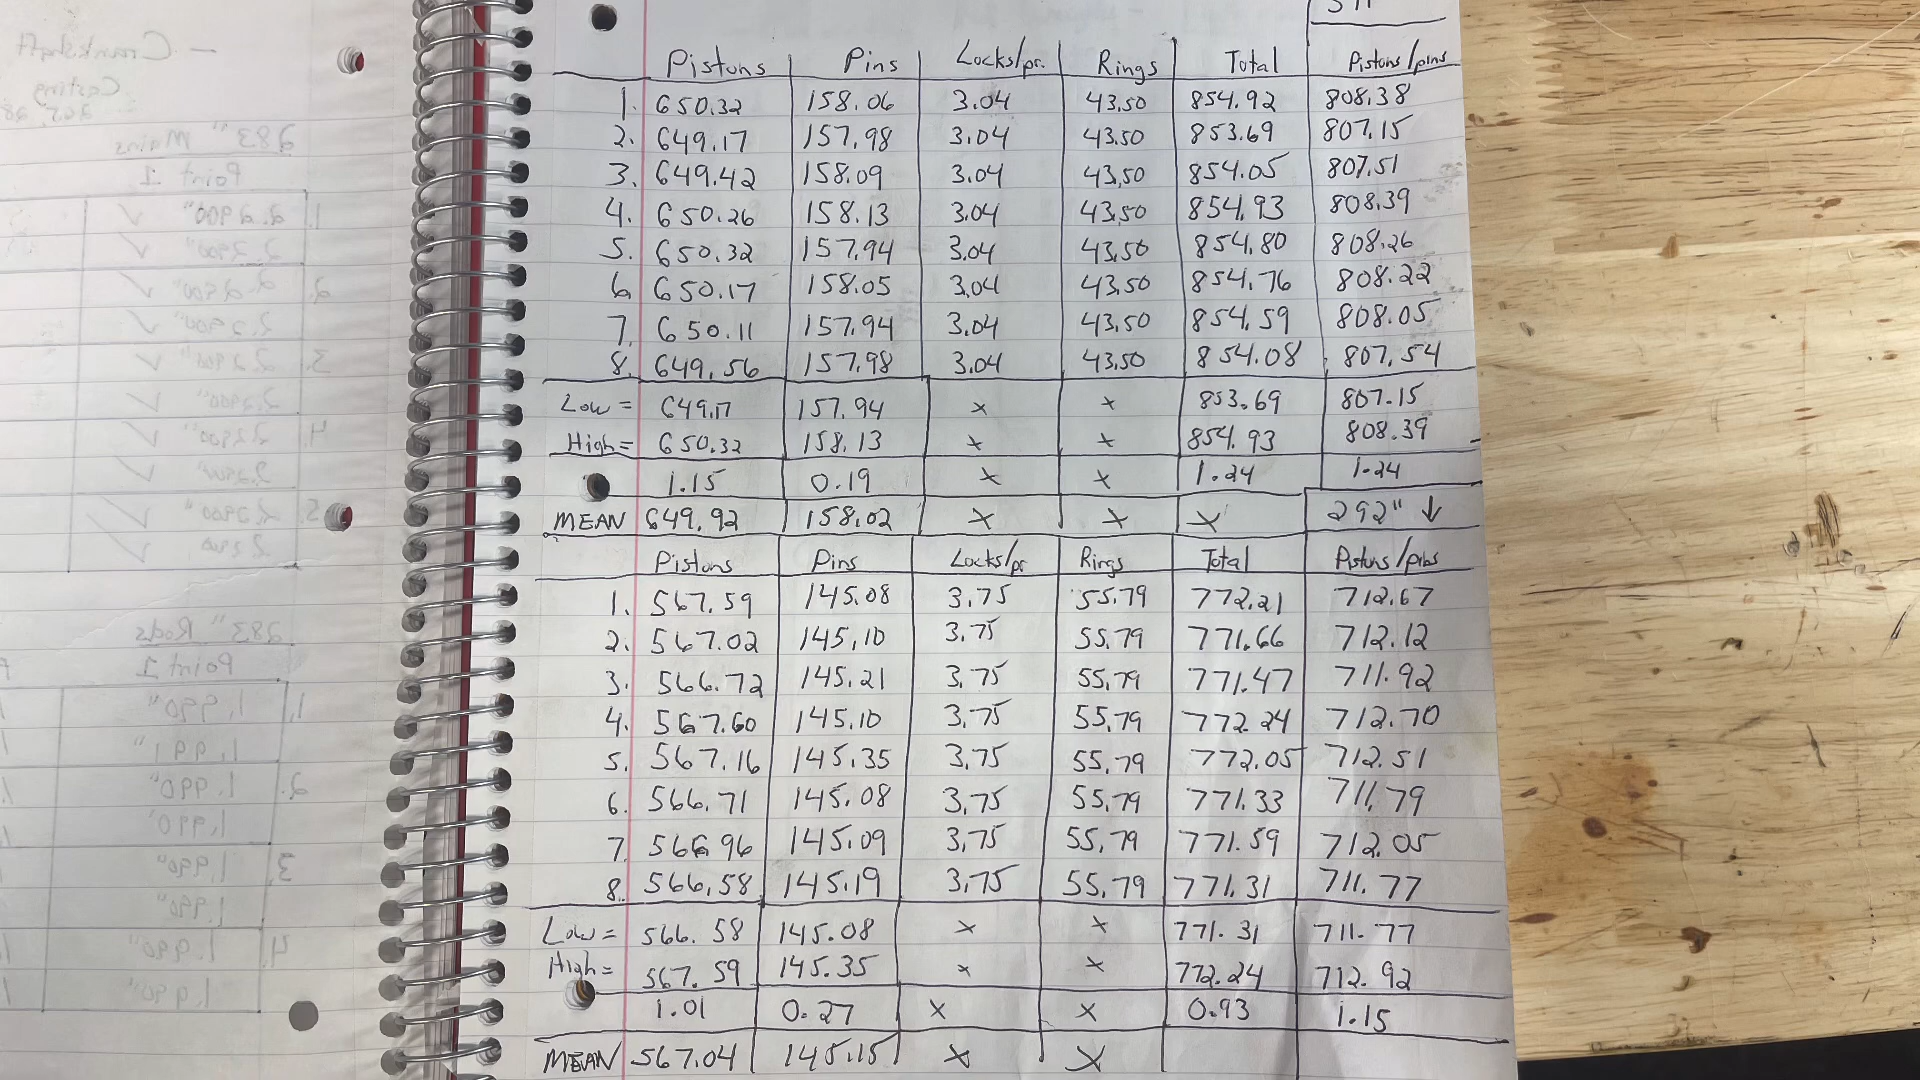 Pistons Pins Locks/pr. Rings Total Pistons/pins
1. 650.32 158.06 3.04 43.50 854.92 808.38
2. 649.17 157.98 3.04 43.50 853.69 807.15
3. 649.42 158.09 3.04 43.50 854.05 807.51
4. 650.26 158.13 3.04 43.50 854.93 808.39
5. 650.32 157.94 3.04 43.50 854.80 808.26
6. 650.17 158.05 3.04 43.50 854.76 808.22
7. 650.11 157.94 3.04 43.50 854.59 808.05
8. 649.56 157.98 3.04 43.50 854.08 807.54
Low = 649.17 157.94 x x 853.69 807.15
High = 650.32 158.13 x x 854.93 808.39
1.15 0.19 x x 1.24 1.24
MEAN 649.92 158.02 x x x 292" ↓
Pistons Pins Locks/pr Rings Total Pistons/pins
1. 567.59 145.08 3.75 55.79 772.21 712.67
2. 567.02 145.10 3.75 55.79 771.66 712.12
3. 566.72 145.21 3.75 55.79 771.47 711.92
4. 567.60 145.10 3.75 55.79 772.24 712.70
5. 567.16 145.35 3.75 55.79 772.05 712.51
6. 566.71 145.08 3.75 55.79 771.33 711.79
7. 566.96 145.09 3.75 55.79 771.59 712.05
8. 566.58 145.19 3.75 55.79 771.31 711.77
Low = 566.58 145.08 x x 771.31 711.77
High = 567.59 145.35 x x 772.24 712.92
1.01 0.27 x x 0.93 1.15
MEAN 567.04 145.15 x x